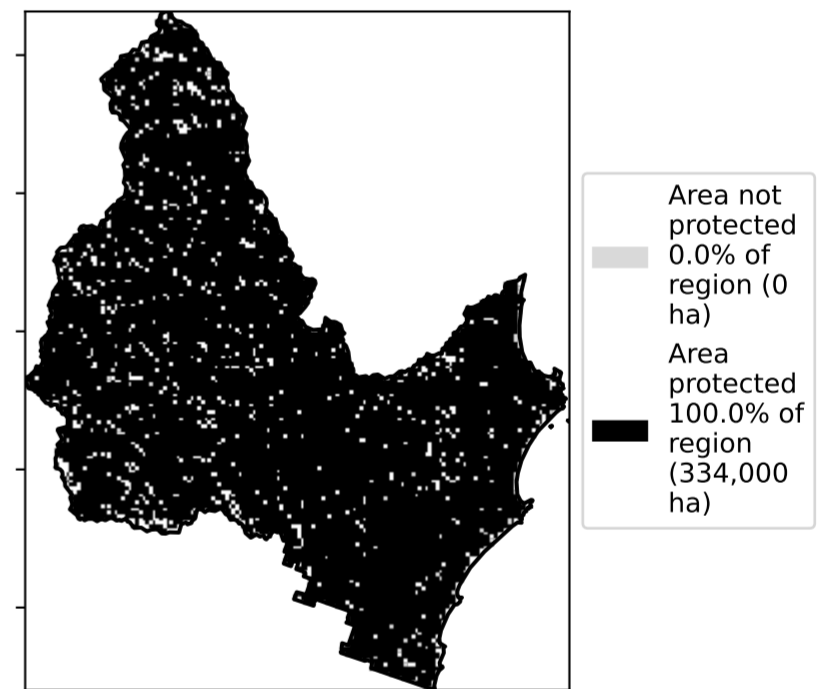 Area not
protected
0.0% of
region (0
ha)
Area
protected
100.0% of
region
(334,000
ha)